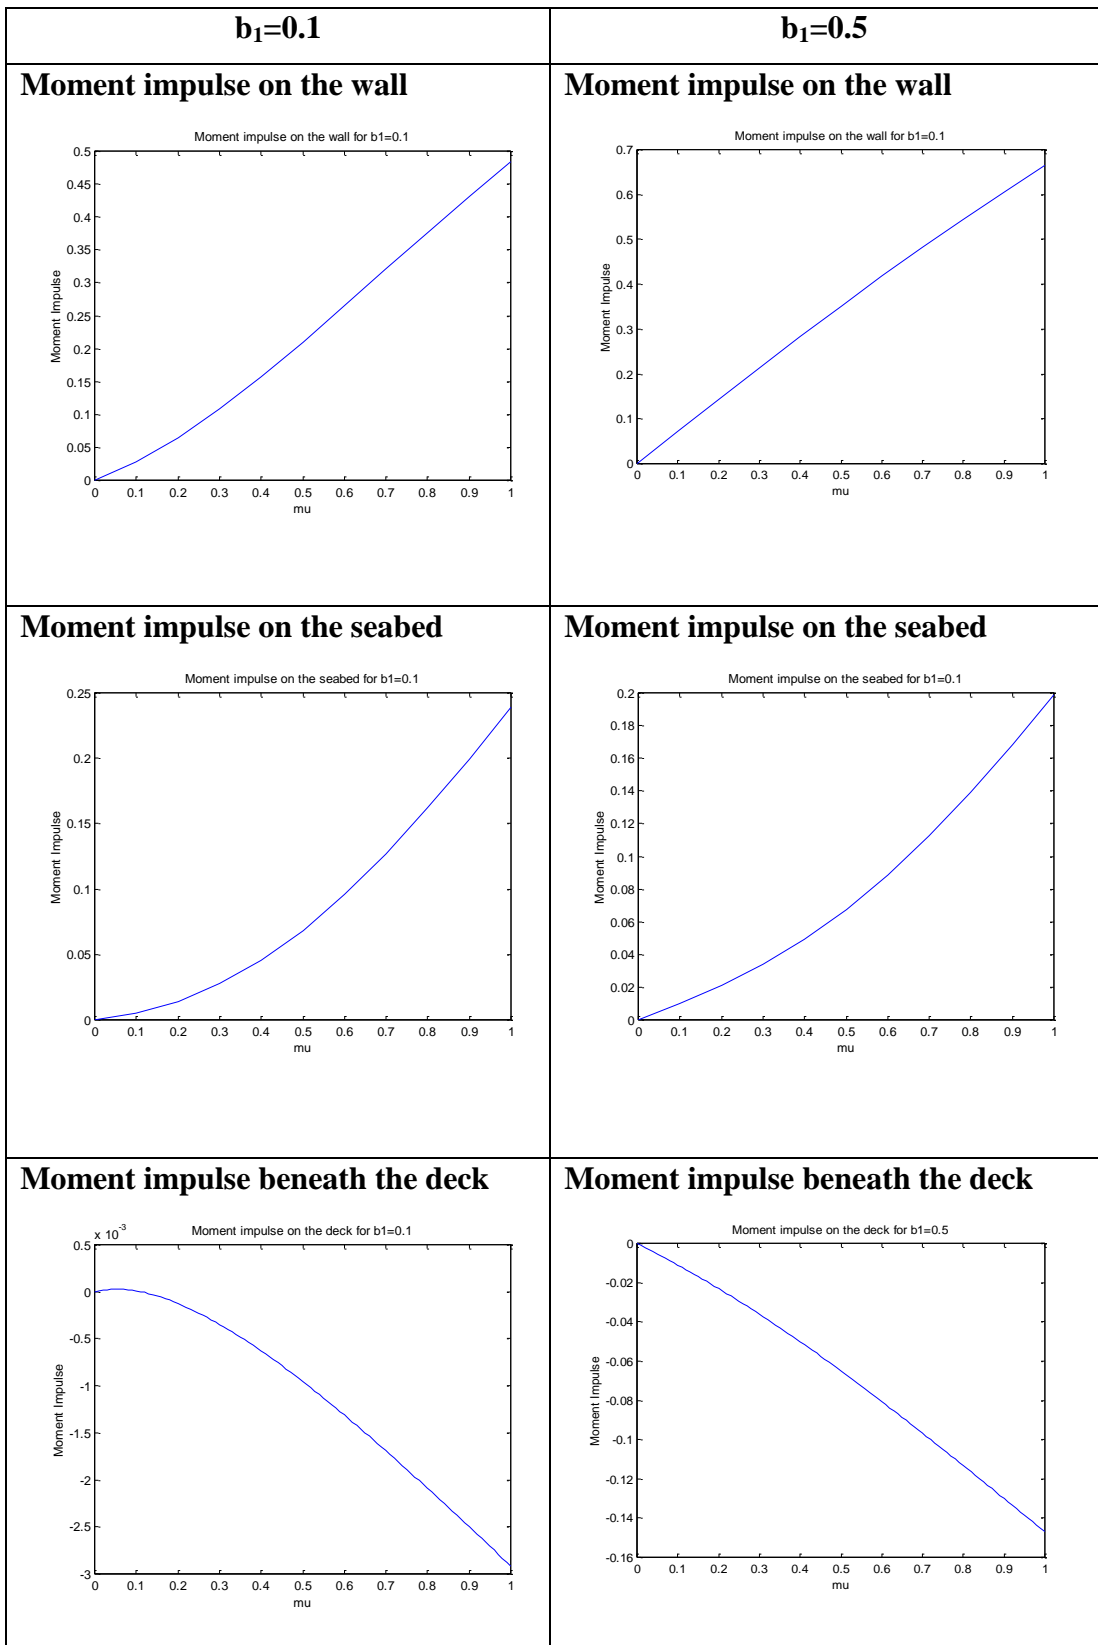 b₁=0.1
b₁=0.5
Moment impulse on the wall
Moment impulse on the wall for b1=0.1
0.5
0.45
0.4
0.35
0.3
0.25
0.2
0.15
0.1
0.05
0
Moment Impulse
0 0.1 0.2 0.3 0.4 0.5 0.6 0.7 0.8 0.9 1
mu
Moment impulse on the wall
Moment impulse on the wall for b1=0.1
0.7
0.6
0.5
0.4
0.3
0.2
0.1
0
Moment Impulse
0 0.1 0.2 0.3 0.4 0.5 0.6 0.7 0.8 0.9 1
mu
Moment impulse on the seabed
Moment impulse on the seabed for b1=0.1
0.25
0.2
0.15
0.1
0.05
0
Moment Impulse
0 0.1 0.2 0.3 0.4 0.5 0.6 0.7 0.8 0.9 1
mu
Moment impulse on the seabed
Moment impulse on the seabed for b1=0.1
0.2
0.18
0.16
0.14
0.12
0.1
0.08
0.06
0.04
0.02
0
Moment Impulse
0 0.1 0.2 0.3 0.4 0.5 0.6 0.7 0.8 0.9 1
mu
Moment impulse beneath the deck
Moment impulse on the deck for b1=0.1
x 10⁻³
0.5
0
-0.5
-1
-1.5
-2
-2.5
-3
Moment Impulse
0 0.1 0.2 0.3 0.4 0.5 0.6 0.7 0.8 0.9 1
mu
Moment impulse beneath the deck
Moment impulse on the deck for b1=0.5
0
-0.02
-0.04
-0.06
-0.08
-0.1
-0.12
-0.14
-0.16
Moment Impulse
0 0.1 0.2 0.3 0.4 0.5 0.6 0.7 0.8 0.9 1
mu